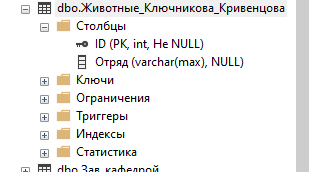 dbo.Животные_Ключникова_Кривенцова
Столбцы
ID (PK, int, Не NULL)
Отряд (varchar(max), NULL)
Ключи
Ограничения
Триггеры
Индексы
Статистика
dbo.Зав_кафедрой